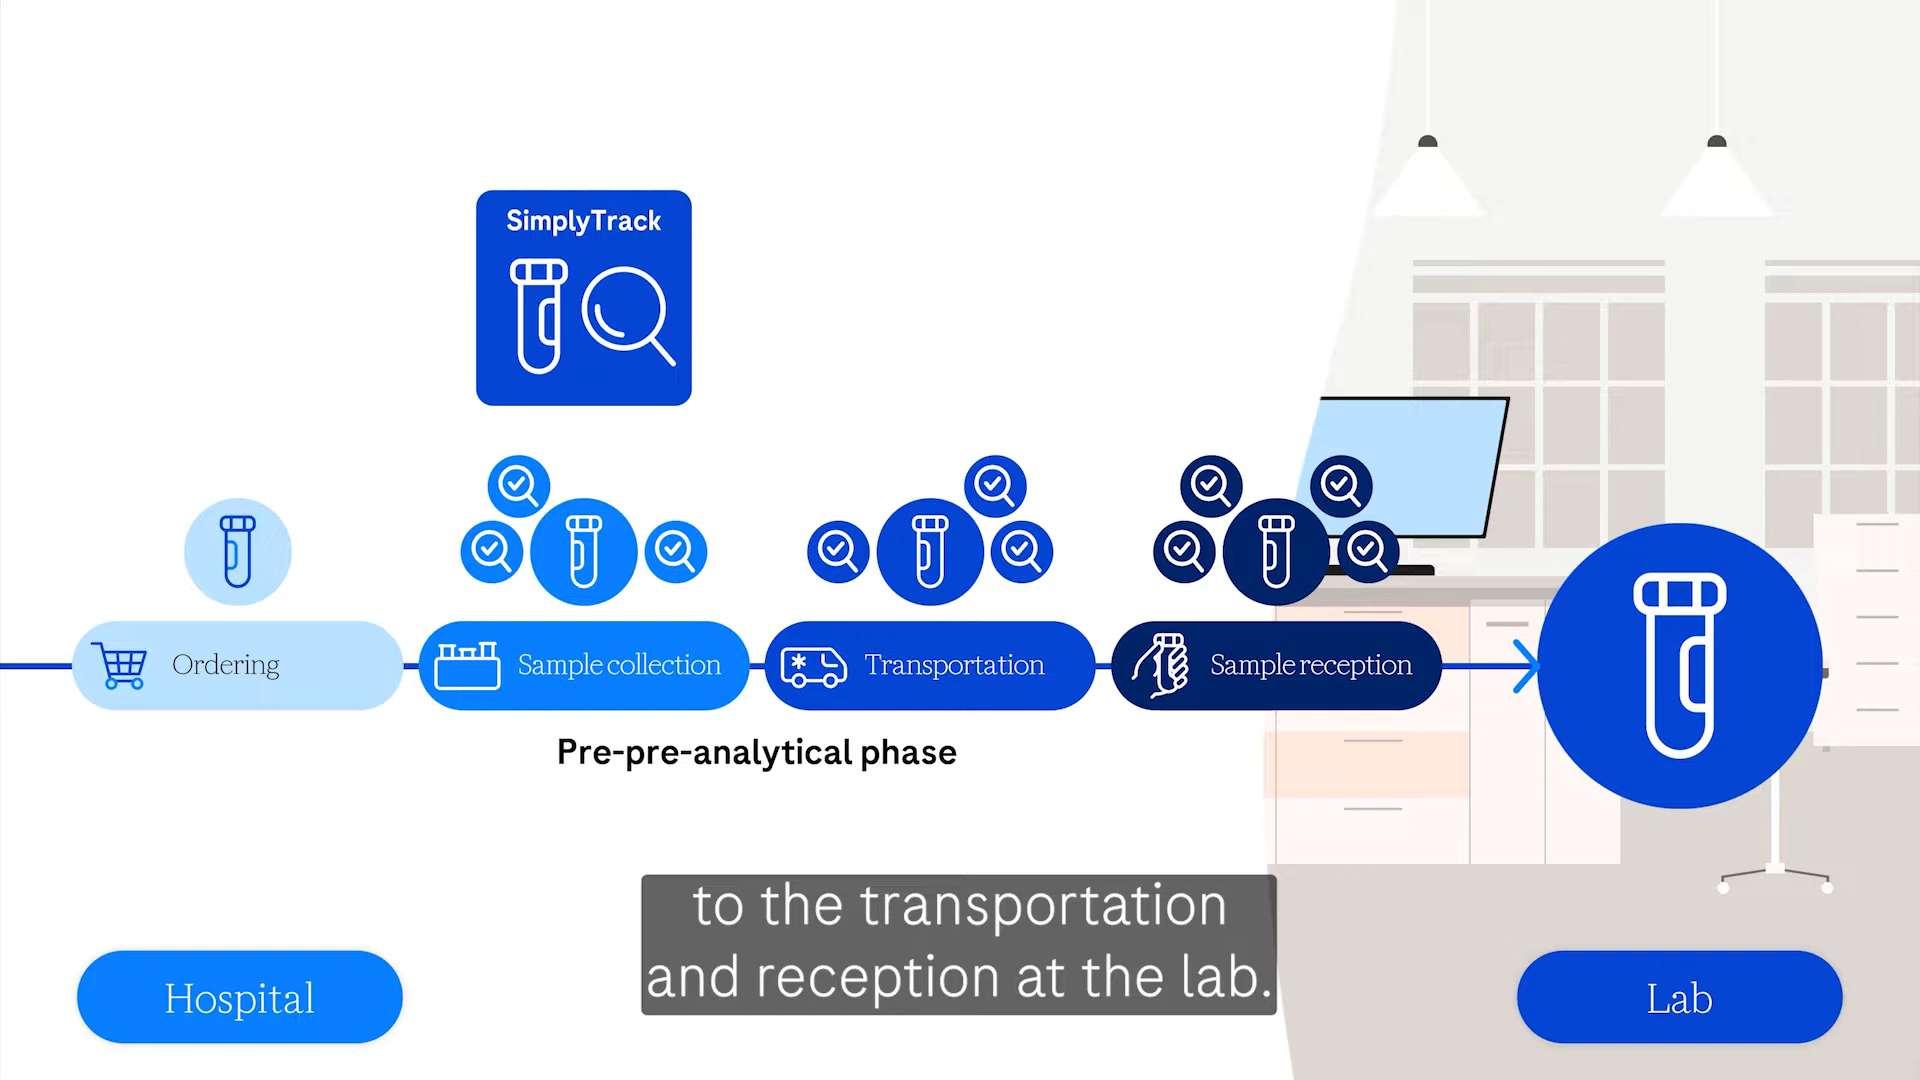 SimplyTrack
Ordering
Sample collection
Transportation
Sample reception
Pre-pre-analytical phase
to the transportation
and reception at the lab.
Hospital
Lab